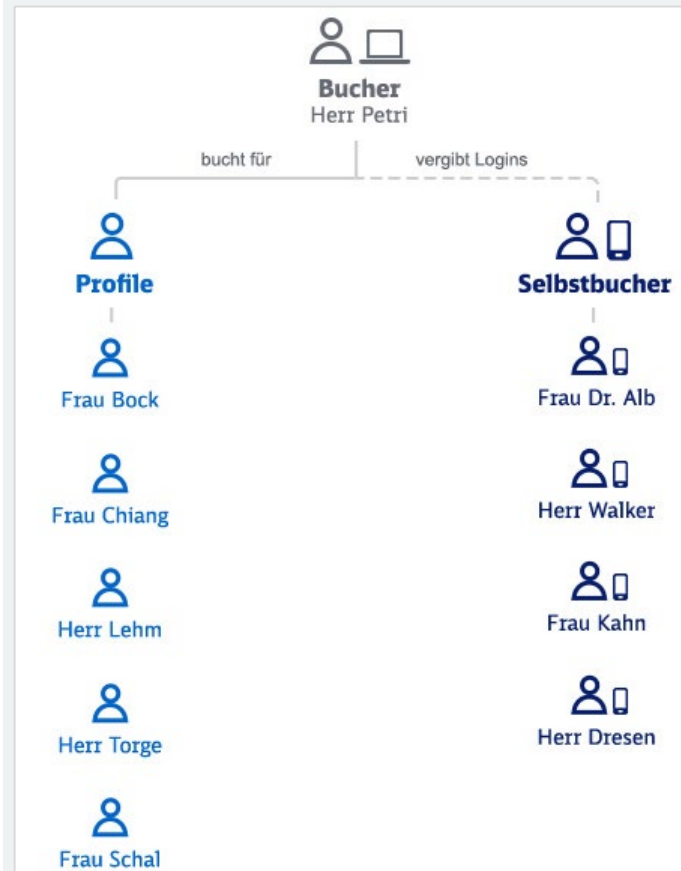 Bucher
Herr Petri
bucht für
vergibt Logins
Profile
Frau Bock
Frau Chiang
Herr Lehm
Herr Torge
Frau Schal
Selbstbucher
Frau Dr. Alb
Herr Walker
Frau Kahn
Herr Dresen